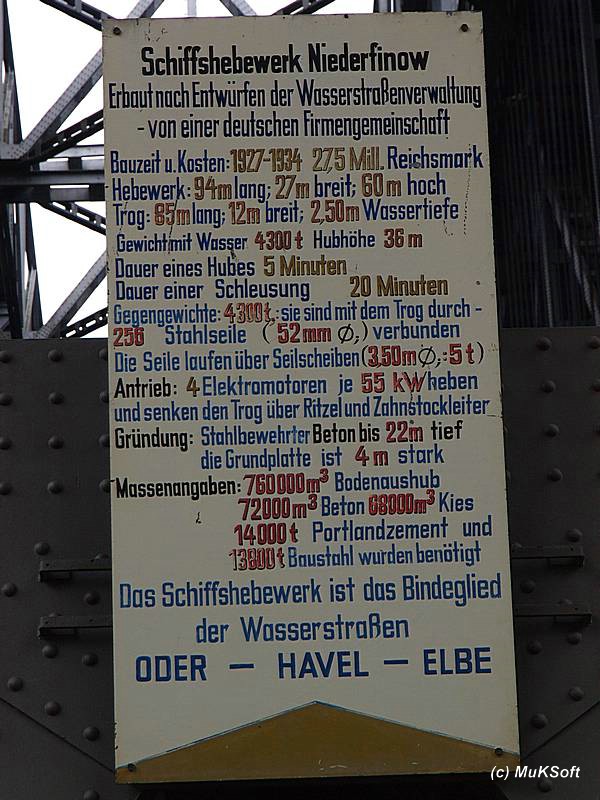 Schiffshebewerk Niederfinow
Erbaut nach Entwürfen der Wasserstraßenverwaltung
- von einer deutschen Firmengemeinschaft
Bauzeit u. Kosten: 1927-1934 27,5 Mill. Reichsmark
Hebewerk: 94m lang; 27m breit; 60m hoch
Trog: 85m lang; 12m breit; 2,50m Wassertiefe
Gewicht mit Wasser 4300t Hubhöhe 36m
Dauer eines Hubes 5 Minuten
Dauer einer Schleusung 20 Minuten
Gegengewichte: 4300t,: sie sind mit dem Trog durch -
256 Stahlseile (52mm Ø,) verbunden
Die Seile laufen über Seilscheiben (3,50m Ø,: 5t)
Antrieb: 4 Elektromotoren je 55 kW heben
und senken den Trog über Ritzel und Zahnstockleiter
Gründung: Stahlbewehrter Beton bis 22m tief
die Grundplatte ist 4m stark
Massenangaben: 760000m³ Bodenaushub
72000m³ Beton 68000m³ Kies
14000t Portlandzement und
13800t Baustahl wurden benötigt
Das Schiffshebewerk ist das Bindeglied
der Wasserstraßen
ODER – HAVEL – ELBE
(c) MuKSoft